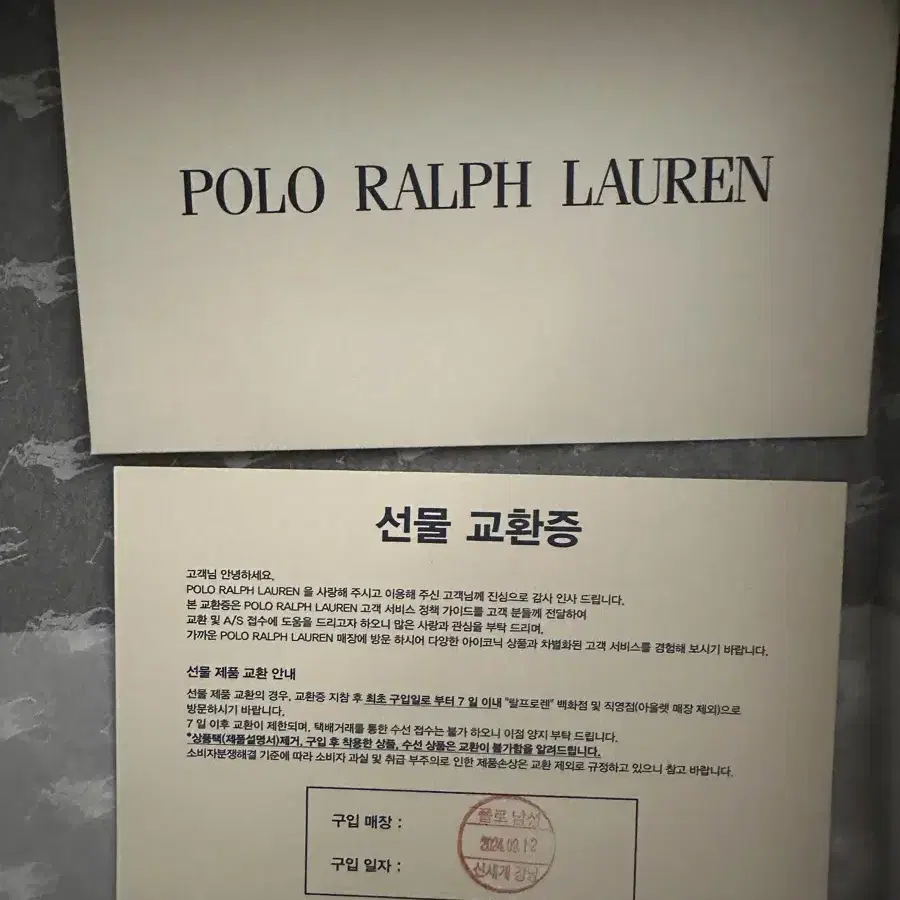 POLO RALPH LAUREN
선물 교환증
고객님 안녕하세요.
POLO RALPH LAUREN 을 사랑해 주시고 이용해 주신 고객님께 진심으로 감사 인사 드립니다.
본 교환증은 POLO RALPH LAUREN 고객 서비스 정책 가이드를 고객 분들께 전달하여
교환 및 A/S 접수에 도움을 드리고자 하오니 많은 사랑과 관심을 부탁 드리며,
가까운 POLO RALPH LAUREN 매장에 방문 하시어 다양한 아이코닉 상품과 차별화된 고객 서비스를 경험해 보시기 바랍니다.
선물 제품 교환 안내
선물 제품 교환의 경우, 교환증 지참 후 최초 구입일로 부터 7 일 이내 "랄프로렌" 백화점 및 직영점(아울렛 매장 제외)으로
방문하시기 바랍니다.
7 일 이후 교환이 제한되며, 택배거래를 통한 수선 접수는 불가 하오니 이점 양지 부탁 드립니다.
*상품택(제품설명서)제거, 구입 후 착용한 상품, 수선 상품은 교환이 불가함을 알려드립니다.
소비자분쟁해결 기준에 따라 소비자 과실 및 취급 부주의로 인한 제품손상은 교환 제외로 규정하고 있으니 참고 바랍니다.
구입 매장 :
폴로 남선
2024.09.12
구입 일자 :
신세계 강남